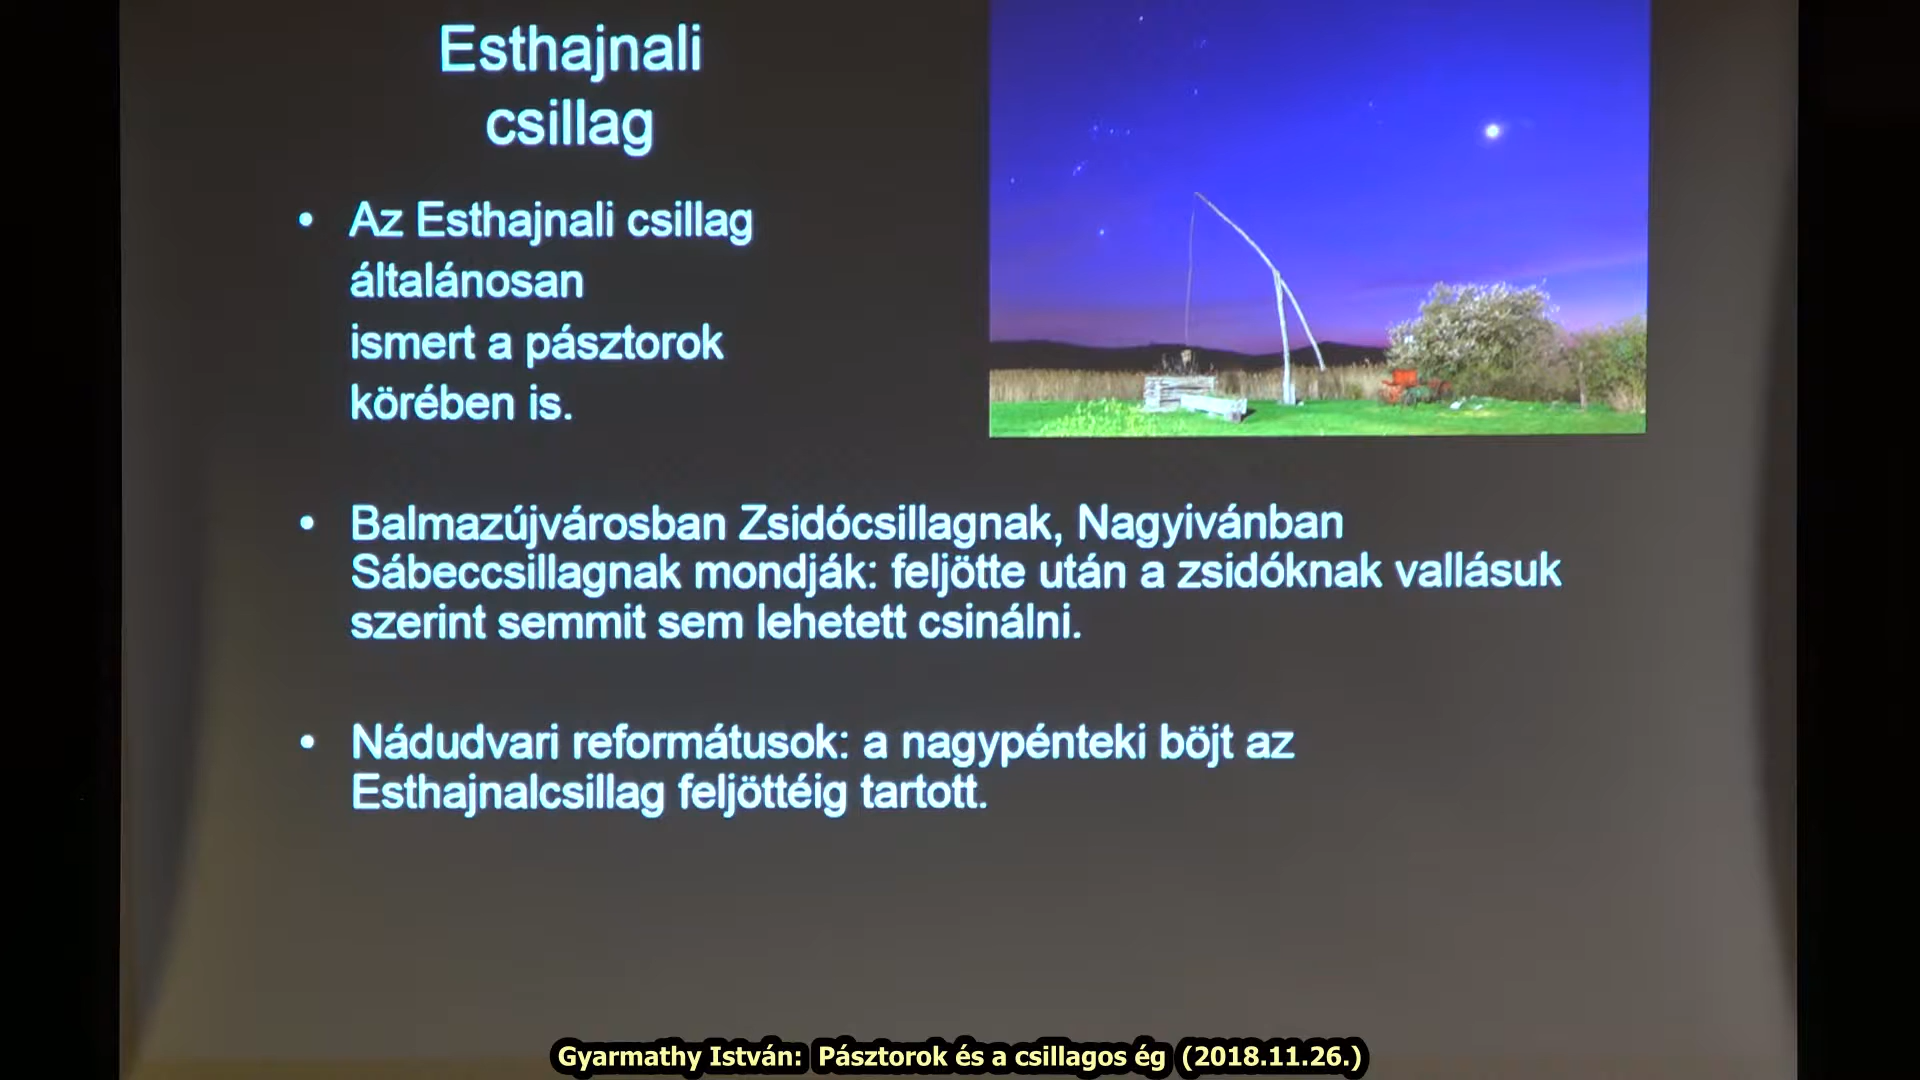 Esthajnali
csillag
• Az Esthajnali csillag
általánosan
ismert a pásztorok
körében is.
• Balmazújvárosban Zsidócsillagnak, Nagyivánban
Sábeccsillagnak mondják: feljötte után a zsidóknak vallásuk
szerint semmit sem lehetett csinálni.
• Nádudvari reformátusok: a nagypénteki böjt az
Esthajnalcsillag feljöttéig tartott.
Gyarmathy István: Pásztorok és a csillagos ég (2018.11.26.)